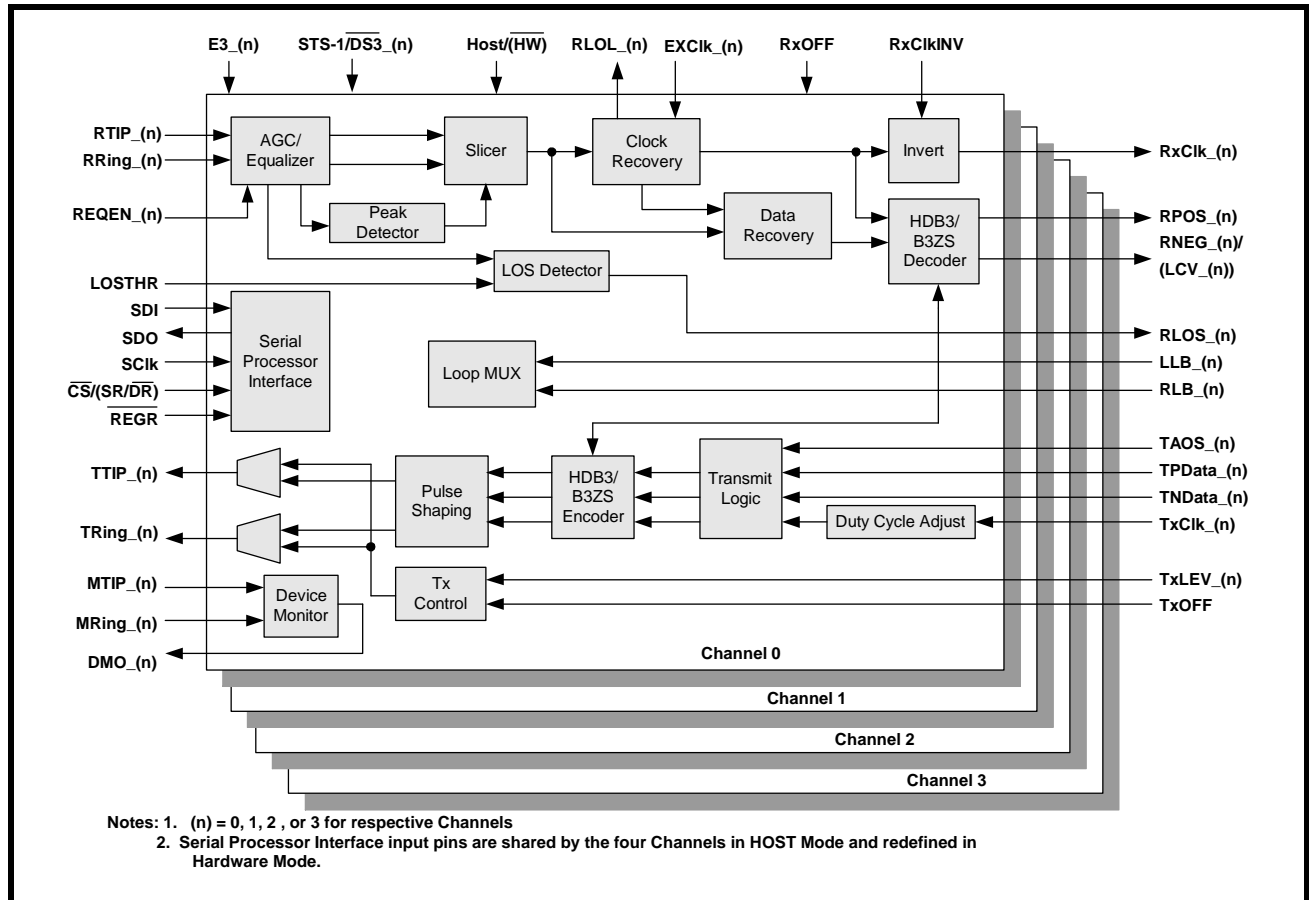 E3_(n)
STS-1/D̅S̅3̅_(n)
Host/(H̅W̅)
RLOL_(n)
EXClk_(n)
RxOFF
RxClkINV
RTIP_(n)
RRing_(n)
REQEN_(n)
LOSTHR
SDI
SDO
SClk
C̅S̅/(SR/D̅R̅)
R̅E̅G̅R̅
TTIP_(n)
TRing_(n)
MTIP_(n)
MRing_(n)
DMO_(n)
AGC/
Equalizer
Peak
Detector
Slicer
LOS Detector
Clock
Recovery
Data
Recovery
Invert
HDB3/
B3ZS
Decoder
Serial
Processor
Interface
Loop MUX
Pulse
Shaping
HDB3/
B3ZS
Encoder
Transmit
Logic
Duty Cycle Adjust
Tx
Control
Device
Monitor
RxClk_(n)
RPOS_(n)
RNEG_(n)/
(LCV_(n))
RLOS_(n)
LLB_(n)
RLB_(n)
TAOS_(n)
TPData_(n)
TNData_(n)
TxClk_(n)
TxLEV_(n)
TxOFF
Channel 0
Channel 1
Channel 2
Channel 3
Notes: 1. (n) = 0, 1, 2 , or 3 for respective Channels
2. Serial Processor Interface input pins are shared by the four Channels in HOST Mode and redefined in
Hardware Mode.